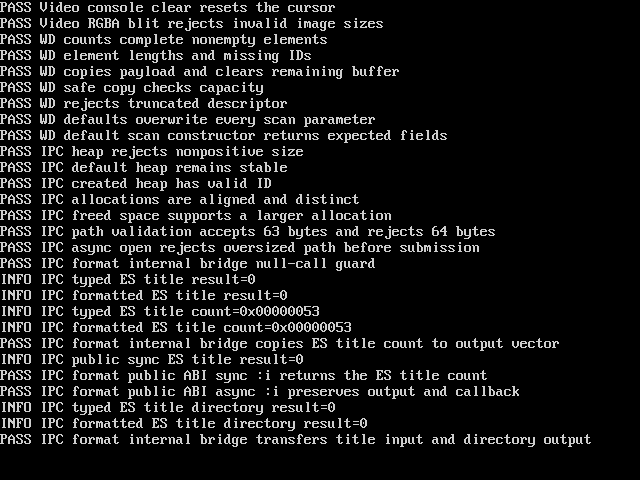 PASS Video console clear resets the cursor
PASS Video RGBA blit rejects invalid image sizes
PASS WD counts complete nonempty elements
PASS WD element lengths and missing IDs
PASS WD copies payload and clears remaining buffer
PASS WD safe copy checks capacity
PASS WD rejects truncated descriptor
PASS WD defaults overwrite every scan parameter
PASS WD default scan constructor returns expected fields
PASS IPC heap rejects nonpositive size
PASS IPC default heap remains stable
PASS IPC created heap has valid ID
PASS IPC allocations are aligned and distinct
PASS IPC freed space supports a larger allocation
PASS IPC path validation accepts 63 bytes and rejects 64 bytes
PASS IPC async open rejects oversized path before submission
PASS IPC format internal bridge null-call guard
INFO IPC typed ES title result=0
INFO IPC formatted ES title result=0
INFO IPC typed ES title count=0x00000053
INFO IPC formatted ES title count=0x00000053
PASS IPC format internal bridge copies ES title count to output vector
INFO IPC public sync ES title result=0
PASS IPC format public ABI sync :i returns the ES title count
PASS IPC format public ABI async :i preserves output and callback
INFO IPC typed ES title directory result=0
INFO IPC formatted ES title directory result=0
PASS IPC format internal bridge transfers title input and directory output